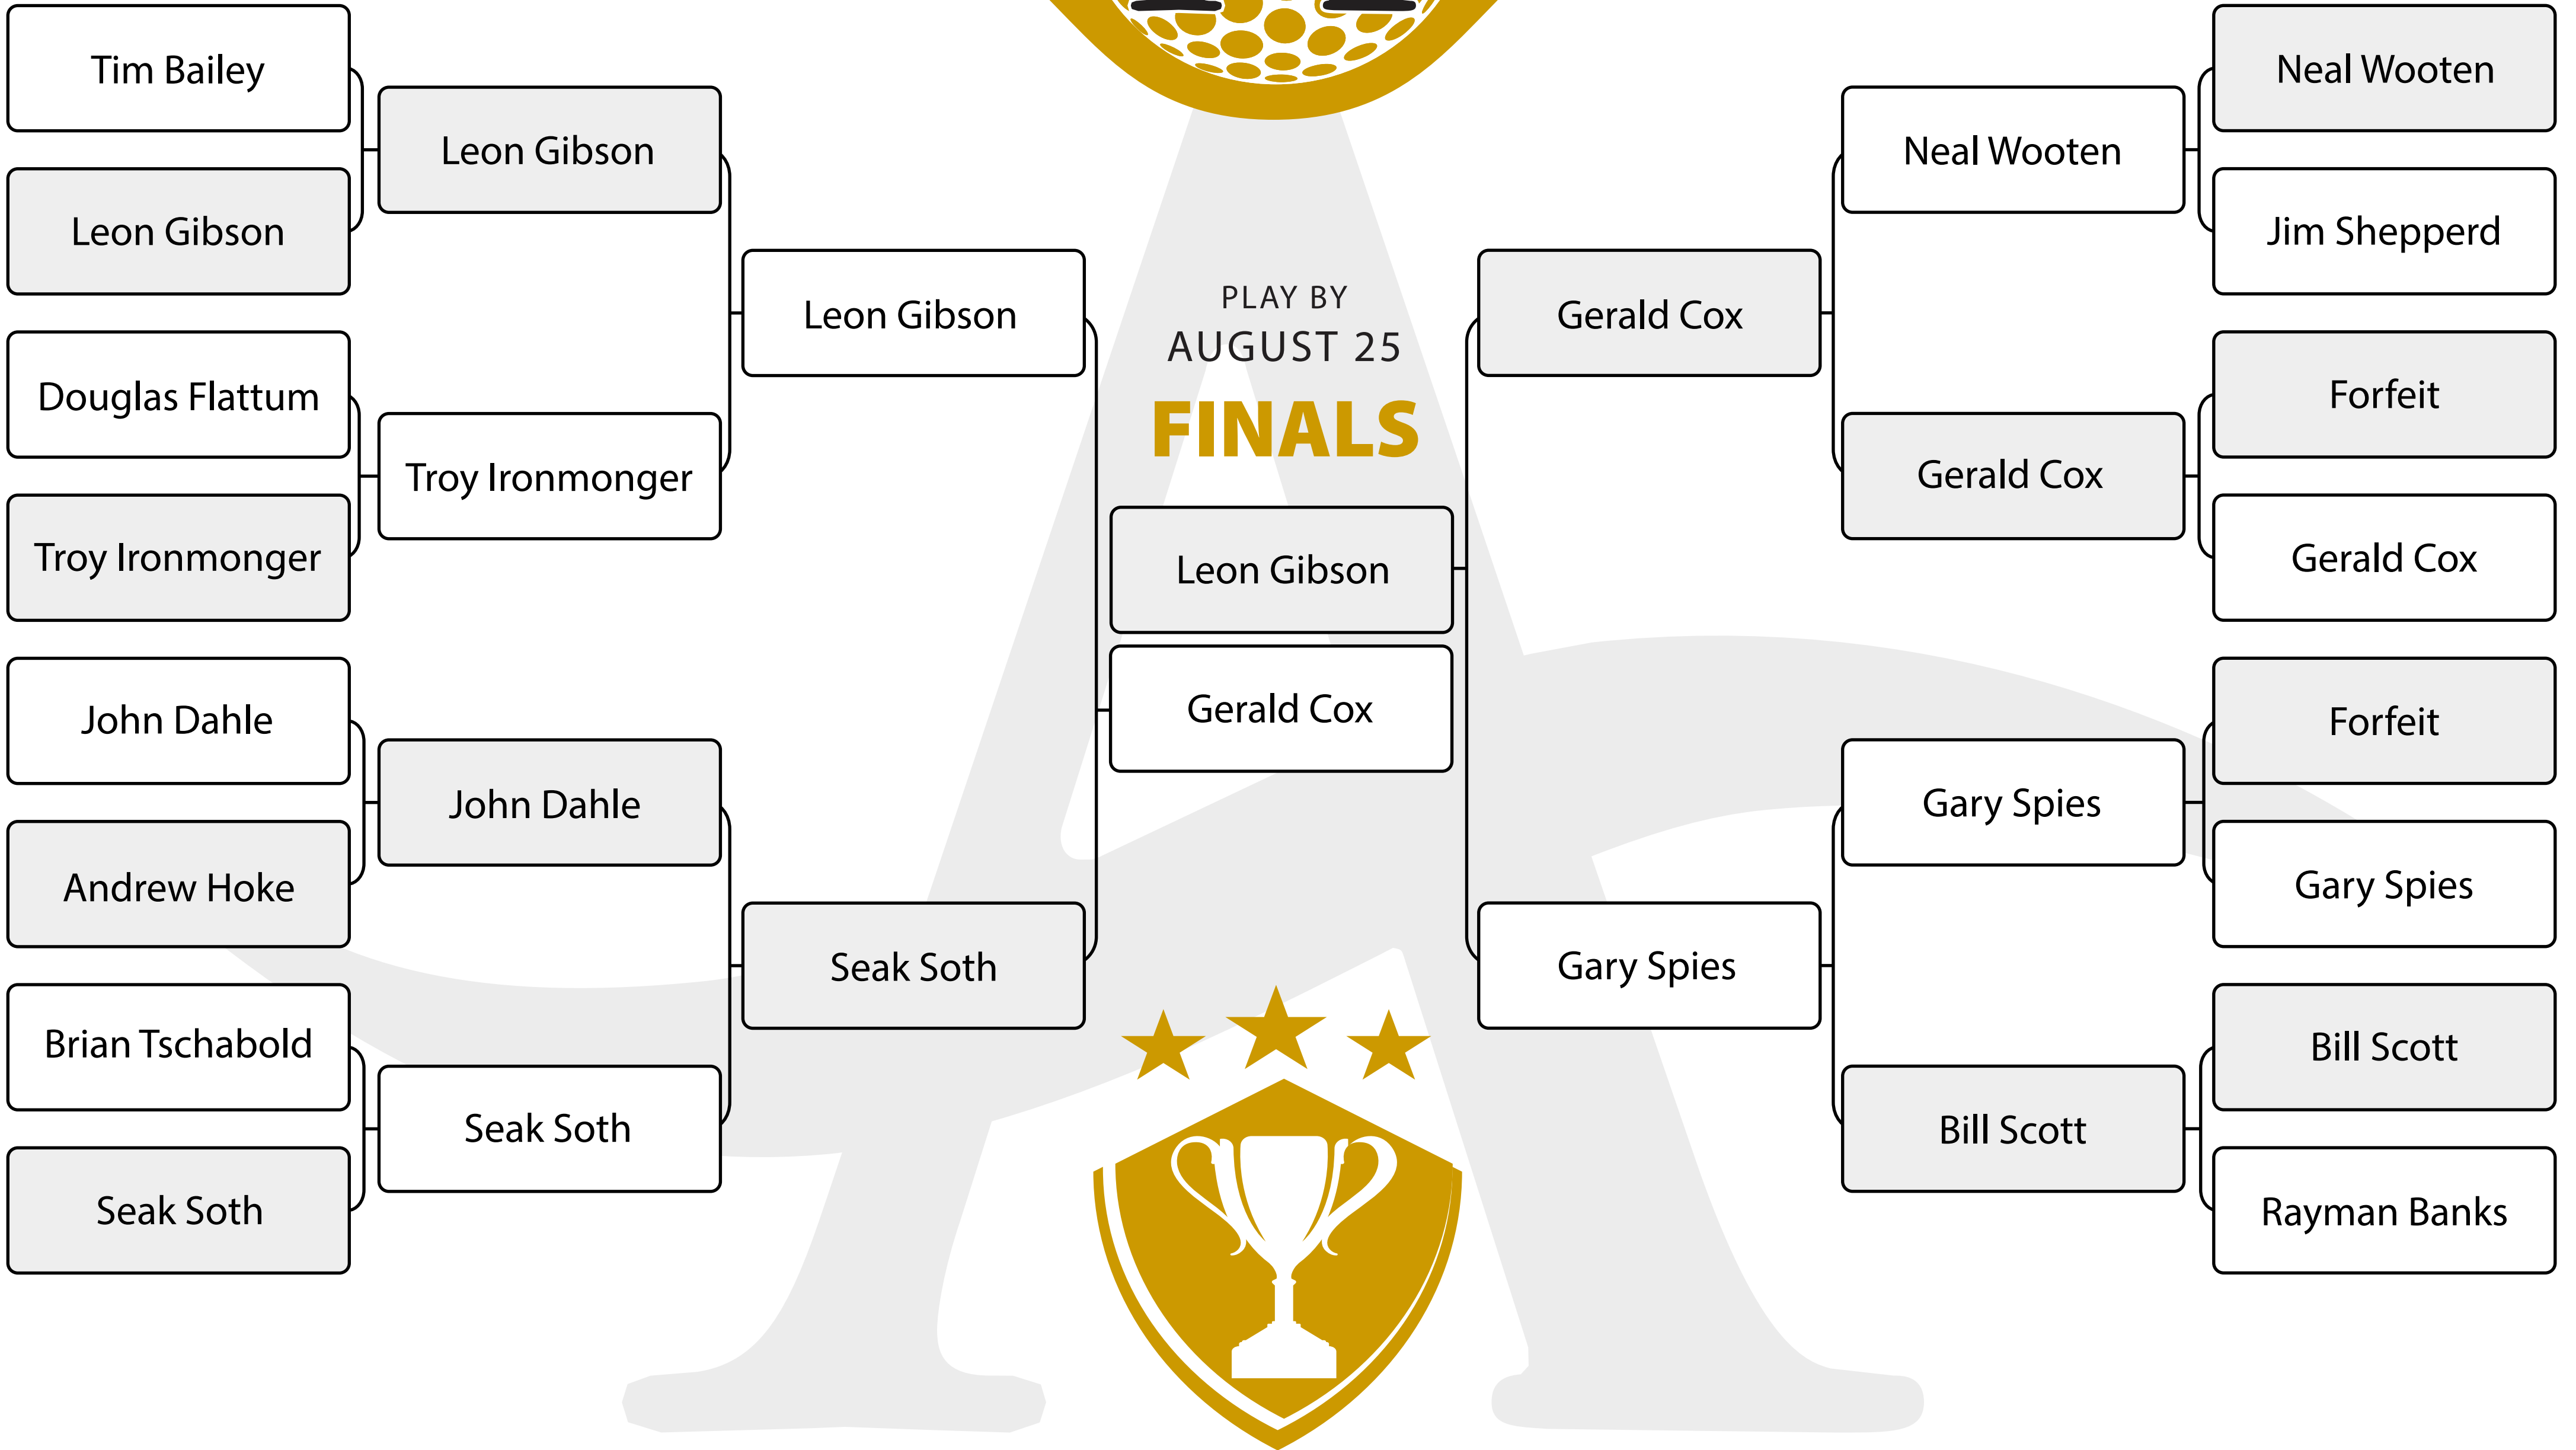 Tim Bailey
Leon Gibson
Douglas Flattum
Troy Ironmonger
John Dahle
Andrew Hoke
Brian Tschabold
Seak Soth
Leon Gibson
Troy Ironmonger
John Dahle
Seak Soth
Leon Gibson
Seak Soth
PLAY BY
AUGUST 25
FINALS
Leon Gibson
Gerald Cox
Gerald Cox
Gary Spies
Neal Wooten
Gerald Cox
Gary Spies
Bill Scott
Neal Wooten
Jim Shepperd
Forfeit
Gerald Cox
Forfeit
Gary Spies
Bill Scott
Rayman Banks